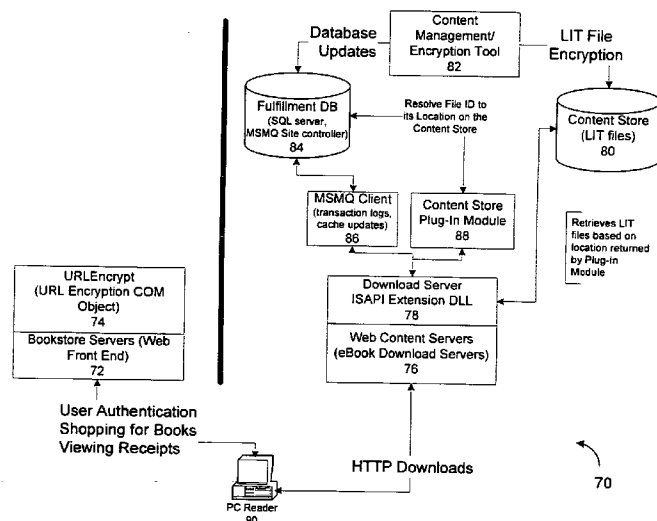 Database
Updates
Content
Management/
Encryption Tool
82
LIT File
Encryption
Fulfillment DB
(SQL server,
MSMQ Site controller)
84
Resolve File ID to
its Location on the
Content Store
Content Store
(LIT files)
80
MSMQ Client
(transaction logs,
cache updates)
86
Content Store
Plug-In Module
88
Retrieves LIT
files based on
location returned
by Plug-in
Module
URLEncrypt
(URL Encryption COM
Object)
74
Bookstore Servers (Web
Front End)
72
Download Server
ISAPI Extension DLL
78
Web Content Servers
(eBook Download Servers)
76
User Authentication
Shopping for Books
Viewing Receipts
HTTP Downloads
70
PC Reader
90